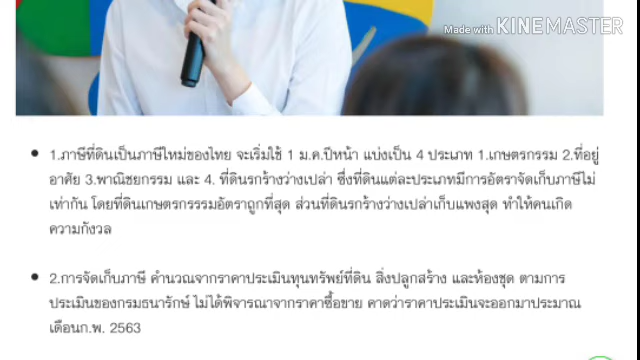 Made with KINEMASTER
• 1.ภาษีที่ดินเป็นภาษีใหม่ของไทย จะเริ่มใช้ 1 ม.ค.ปีหน้า แบ่งเป็น 4 ประเภท 1.เกษตรกรรม 2.ที่อยู่
อาศัย 3.พาณิชยกรรม และ 4. ที่ดินรกร้างว่างเปล่า ซึ่งที่ดินแต่ละประเภทมีการอัตราจัดเก็บภาษีไม่
เท่ากัน โดยที่ดินเกษตรกรรรมอัตราถูกที่สุด ส่วนที่ดินรกร้างว่างเปล่าเก็บแพงสุด ทำให้คนเกิด
ความกังวล
• 2.การจัดเก็บภาษี คำนวณจากราคาประเมินทุนทรัพย์ที่ดิน สิ่งปลูกสร้าง และห้องชุด ตามการ
ประเมินของกรมธนารักษ์ ไม่ได้พิจารณาจากราคาซื้อขาย คาดว่าราคาประเมินจะออกมาประมาณ
เดือนก.พ. 2563